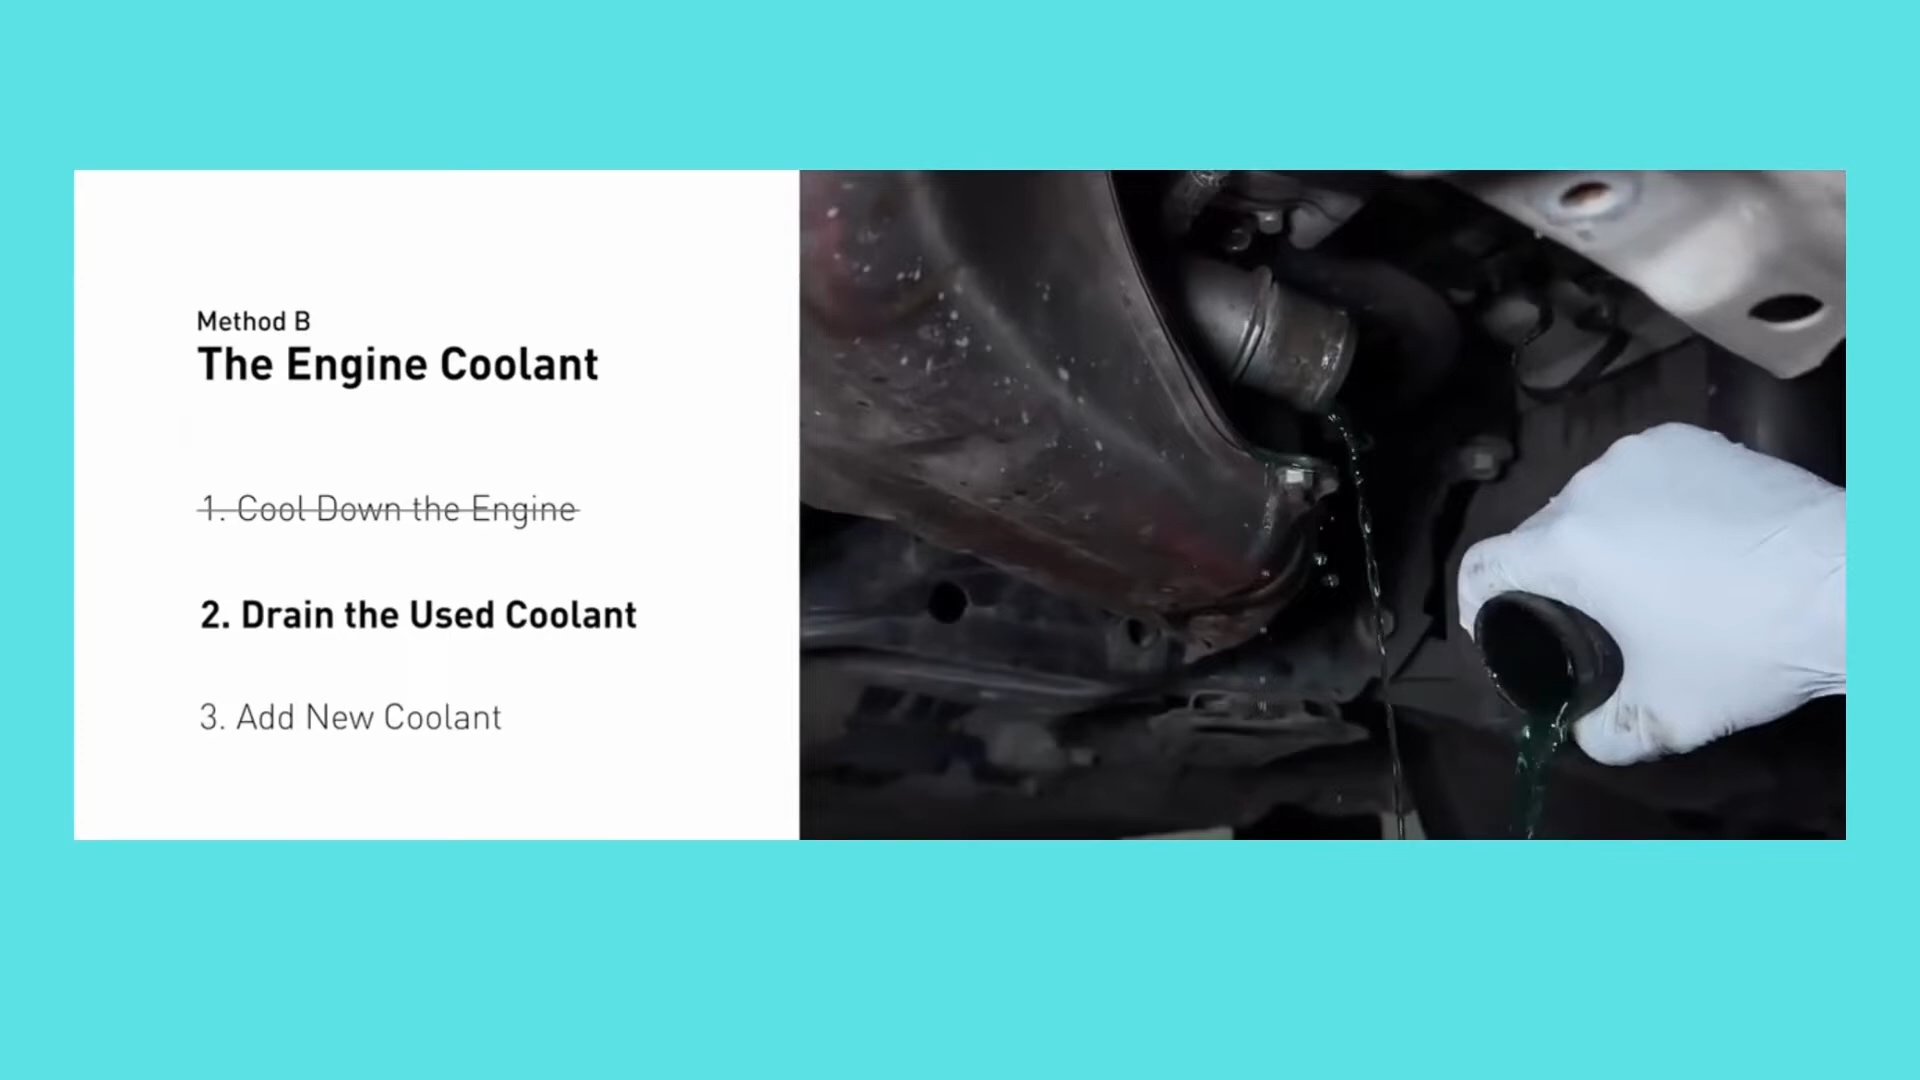 Method B
The Engine Coolant
1. Cool Down the Engine
2. Drain the Used Coolant
3. Add New Coolant